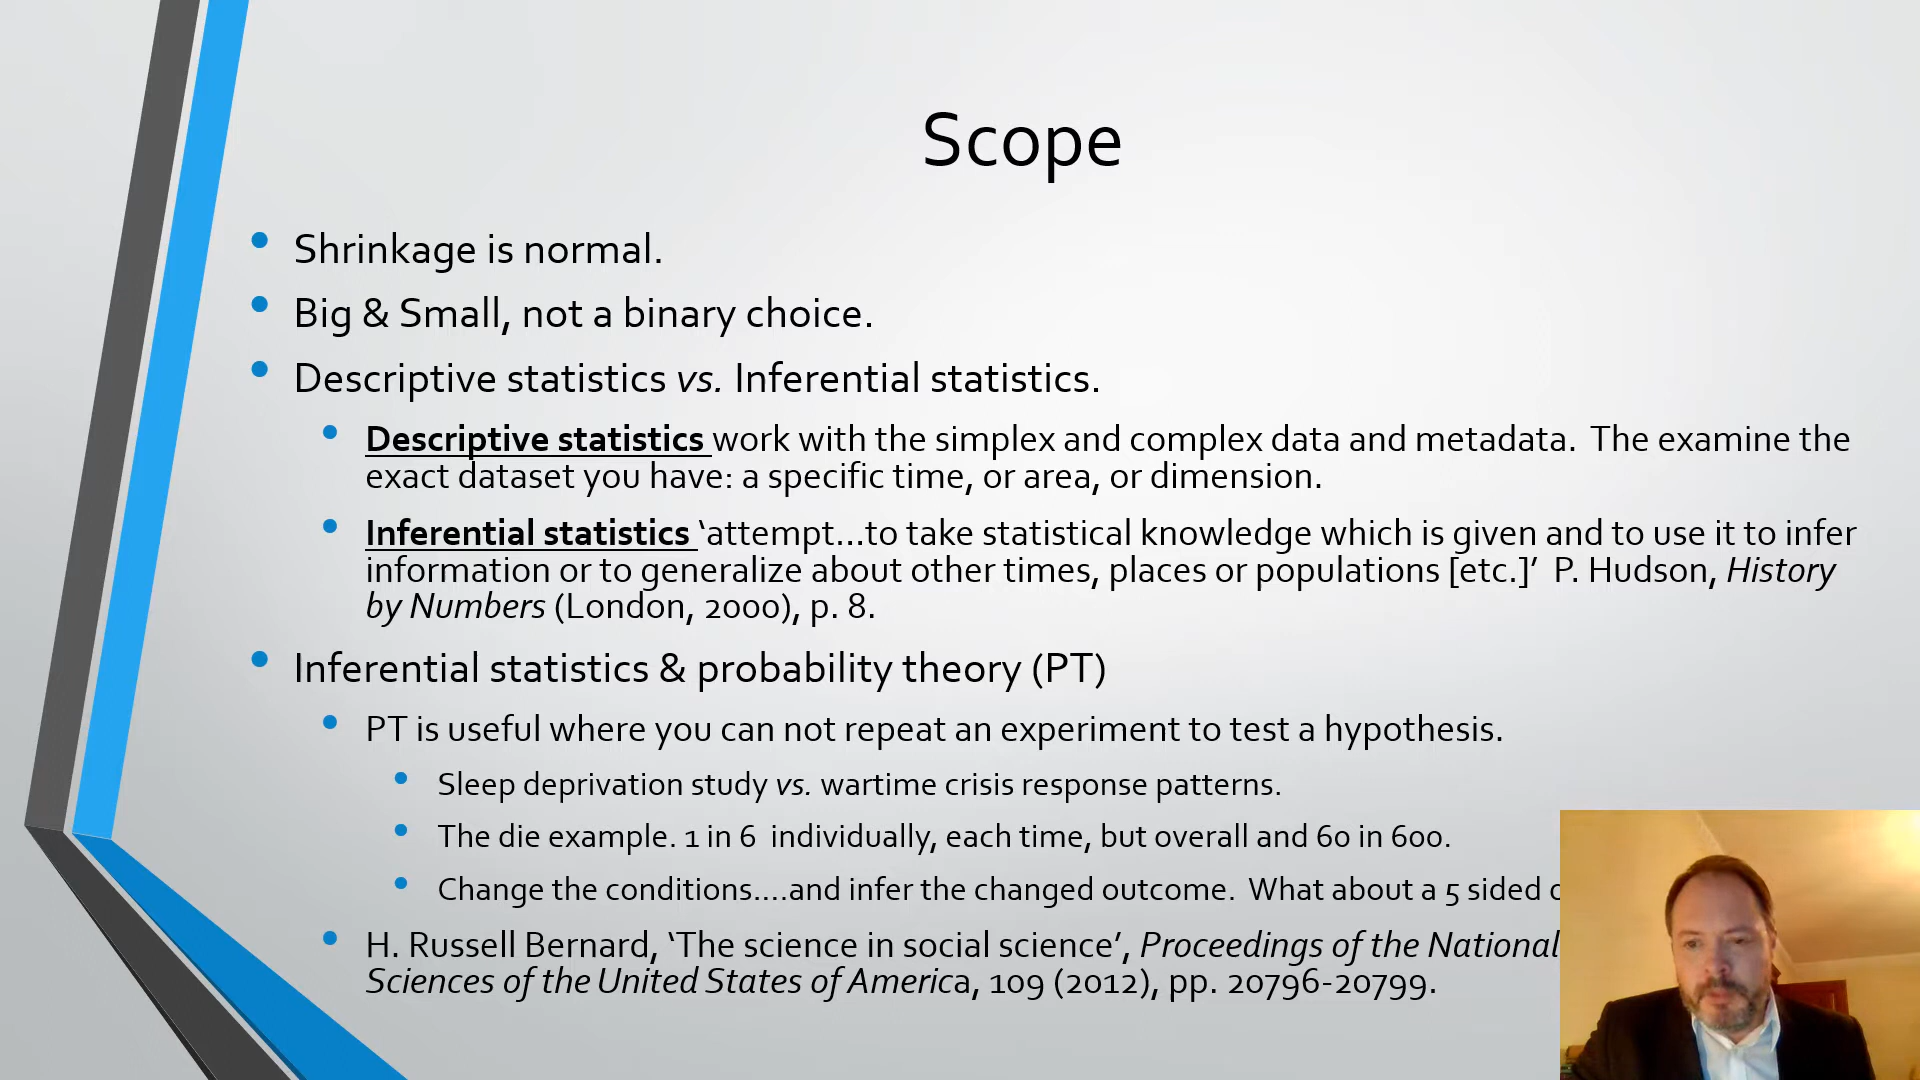 Scope
Shrinkage is normal.
Big & Small, not a binary choice.
Descriptive statistics vs. Inferential statistics.
Descriptive statistics work with the simplex and complex data and metadata. The examine the
exact dataset you have: a specific time, or area, or dimension.
Inferential statistics ‘attempt...to take statistical knowledge which is given and to use it to infer
information or to generalize about other times, places or populations [etc.]’ P. Hudson, History
by Numbers (London, 2000), p. 8.
Inferential statistics & probability theory (PT)
PT is useful where you can not repeat an experiment to test a hypothesis.
Sleep deprivation study vs. wartime crisis response patterns.
The die example. 1 in 6 individually, each time, but overall and 60 in 600.
Change the conditions....and infer the changed outcome. What about a 5 sided
H. Russell Bernard, ‘The science in social science’, Proceedings of the National
Sciences of the United States of America, 109 (2012), pp. 20796-20799.